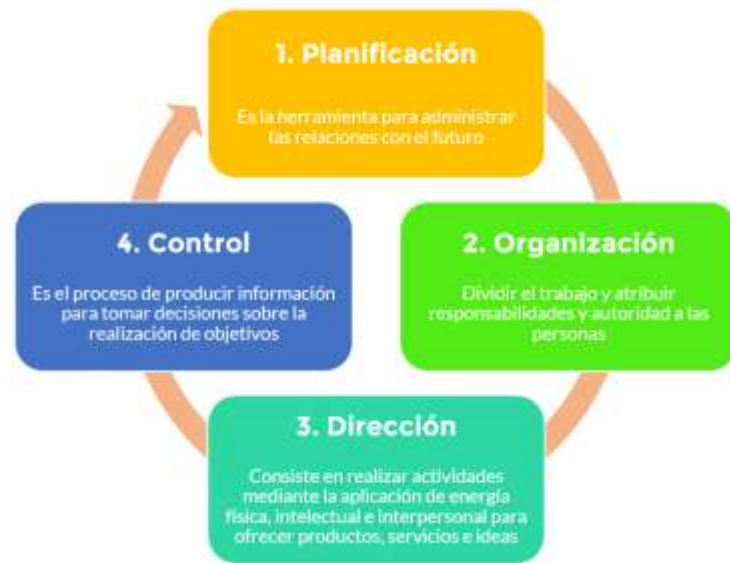 1. Planificación
Es la herramienta para administrar
las relaciones con el futuro
2. Organización
Dividir el trabajo y atribuir
responsabilidades y autoridad a las
personas
3. Dirección
Consiste en realizar actividades
mediante la aplicación de energía
física, intelectual e interpersonal para
ofrecer productos, servicios e ideas
4. Control
Es el proceso de producir información
para tomar decisiones sobre la
realización de objetivos